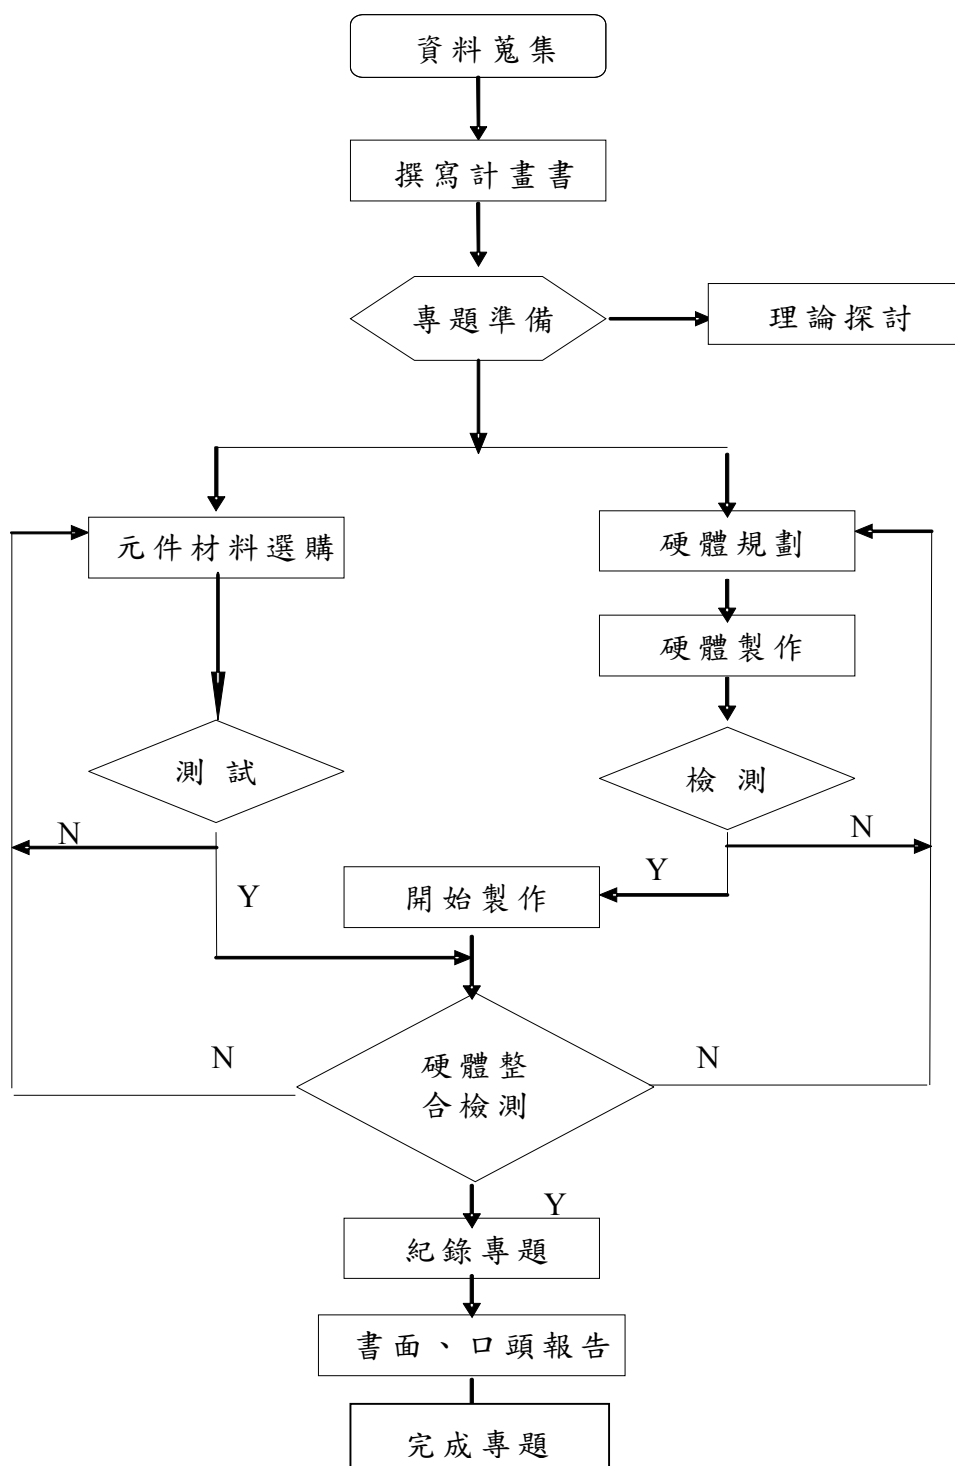 資料蒐集
撰寫計畫書
專題準備
理論探討
元件材料選購
硬體規劃
硬體製作
測試
檢測
N
N
Y
Y
開始製作
N
N
硬體整
合檢測
Y
紀錄專題
書面、口頭報告
完成專題